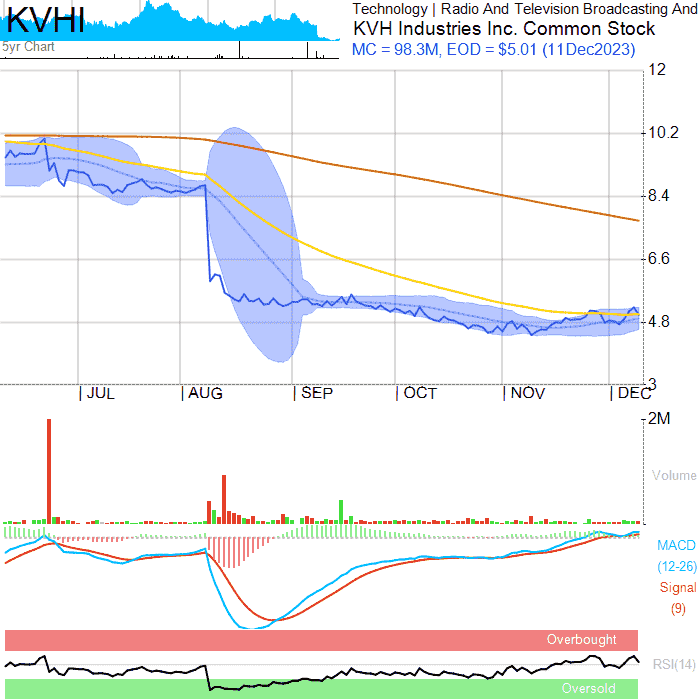 KVHI
5yr Chart
Technology | Radio And Television Broadcasting And
KVH Industries Inc. Common Stock
MC = 98.3M, EOD = $5.01 (11Dec2023)
12
10.2
8.4
6.6
4.8
3
JUL
AUG
SEP
OCT
NOV
DEC
2M
Volume
MACD
(12-26)
Signal
(9)
Overbought
RSI(14)
Oversold